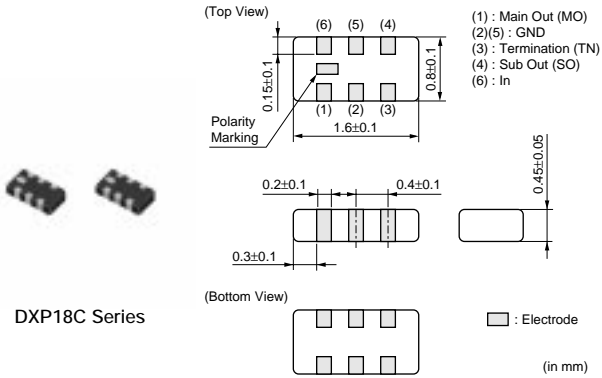 (Top View)
(6) (5) (4)
(1) : Main Out (MO)
(2)(5) : GND
(3) : Termination (TN)
(4) : Sub Out (SO)
(6) : In
0.15±0.1
0.8±0.1
Polarity
Marking
(1) (2) (3)
1.6±0.1
0.2±0.1
0.4±0.1
0.45±0.05
0.3±0.1
(Bottom View)
DXP18C Series
: Electrode
(in mm)